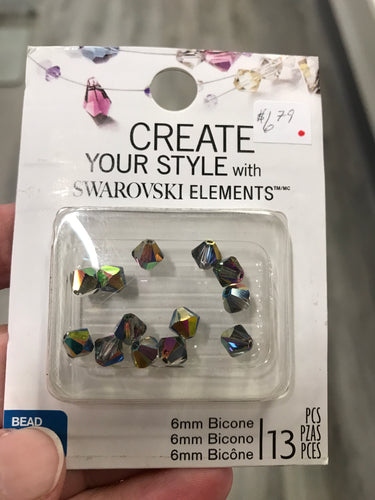 $6.79
CREATE
YOUR STYLE with
SWAROVSKI ELEMENTS™/MC
BEAD
6mm Bicone
6mm Bicono
6mm Bicône
13
PCS
PZAS
PCES